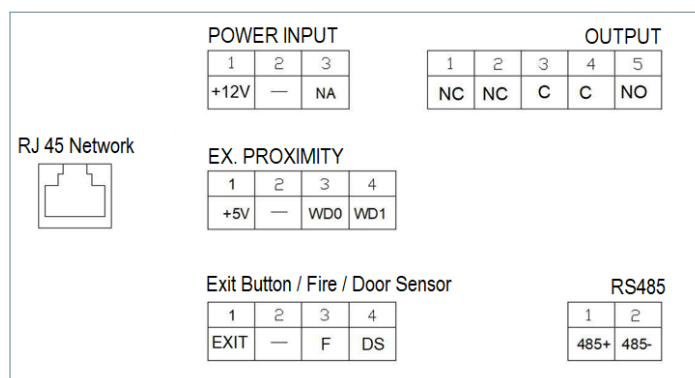 POWER INPUT
1 2 3
+12V — NA
OUTPUT
1 2 3 4 5
NC NC C C NO
RJ 45 Network
EX. PROXIMITY
1 2 3 4
+5V — WD0 WD1
Exit Button / Fire / Door Sensor
1 2 3 4
EXIT — F DS
RS485
1 2
485+ 485-